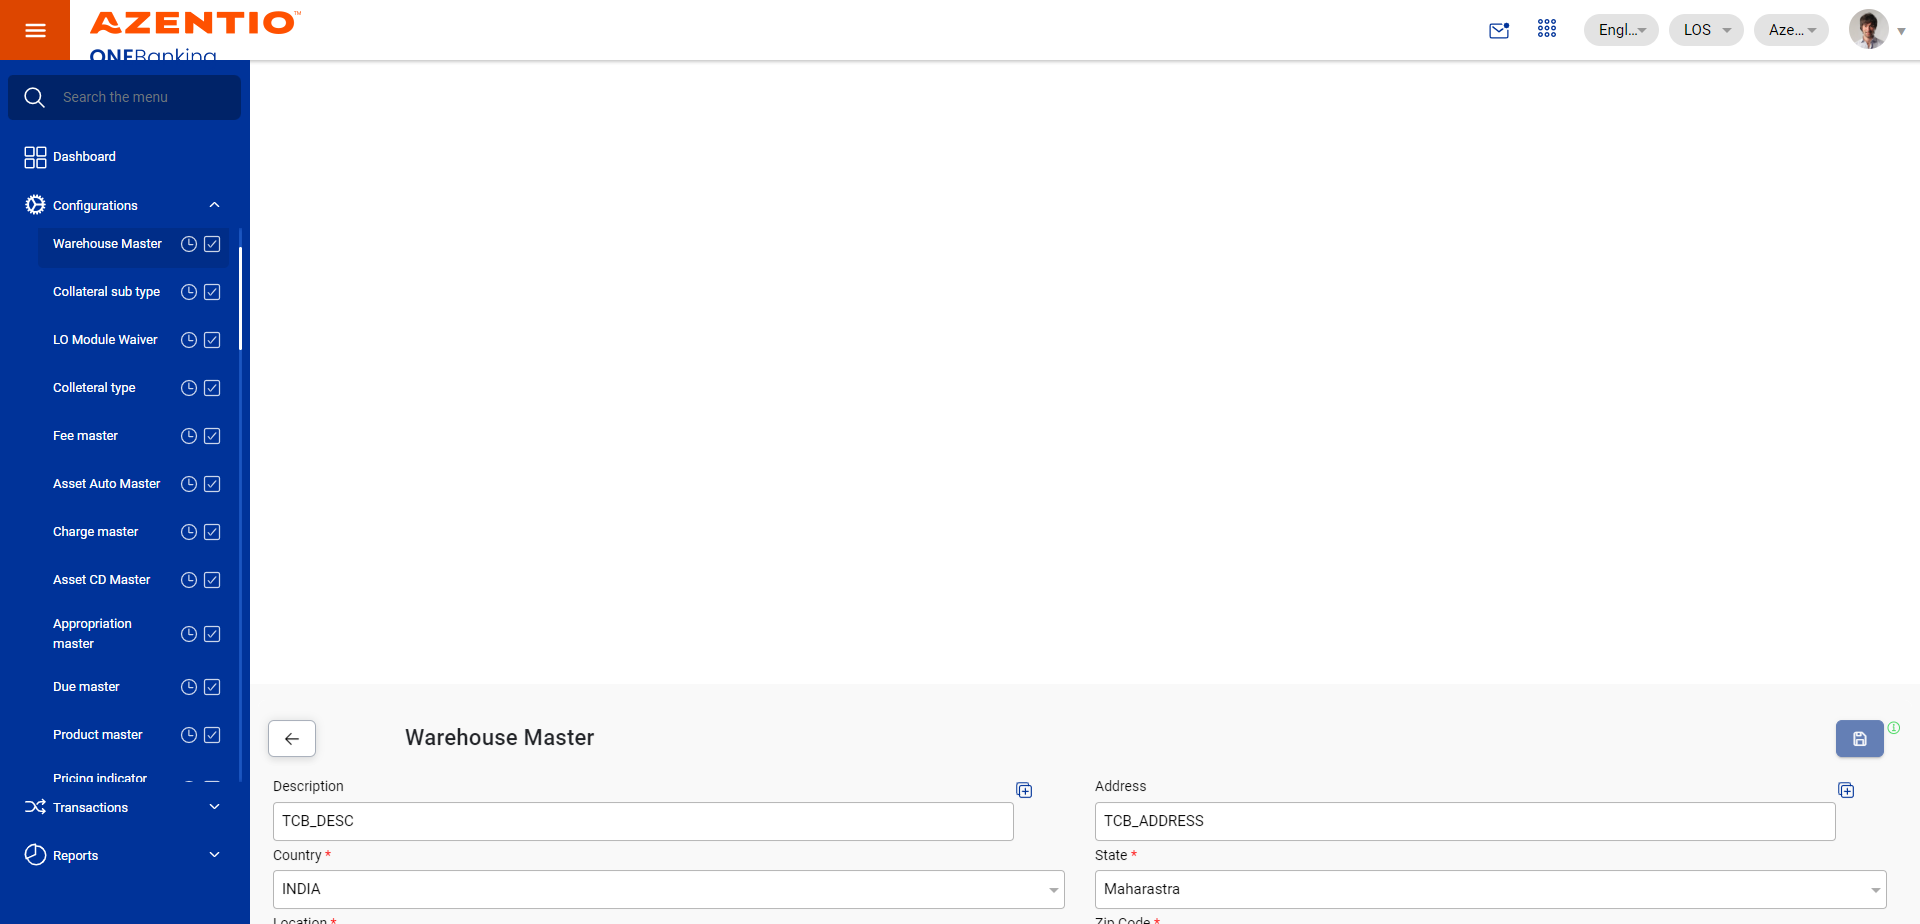 AZENTIO™
ONEBanking
Engl...
LOS
Aze...
Search the menu
Dashboard
Configurations
Warehouse Master
Collateral sub type
LO Module Waiver
Colleteral type
Fee master
Asset Auto Master
Charge master
Asset CD Master
Appropriation
master
Due master
Product master
Pricing indicator
Transactions
Reports
Warehouse Master
Description
TCB_DESC
Address
TCB_ADDRESS
Country *
INDIA
State *
Maharastra
Location *
Zip Code *